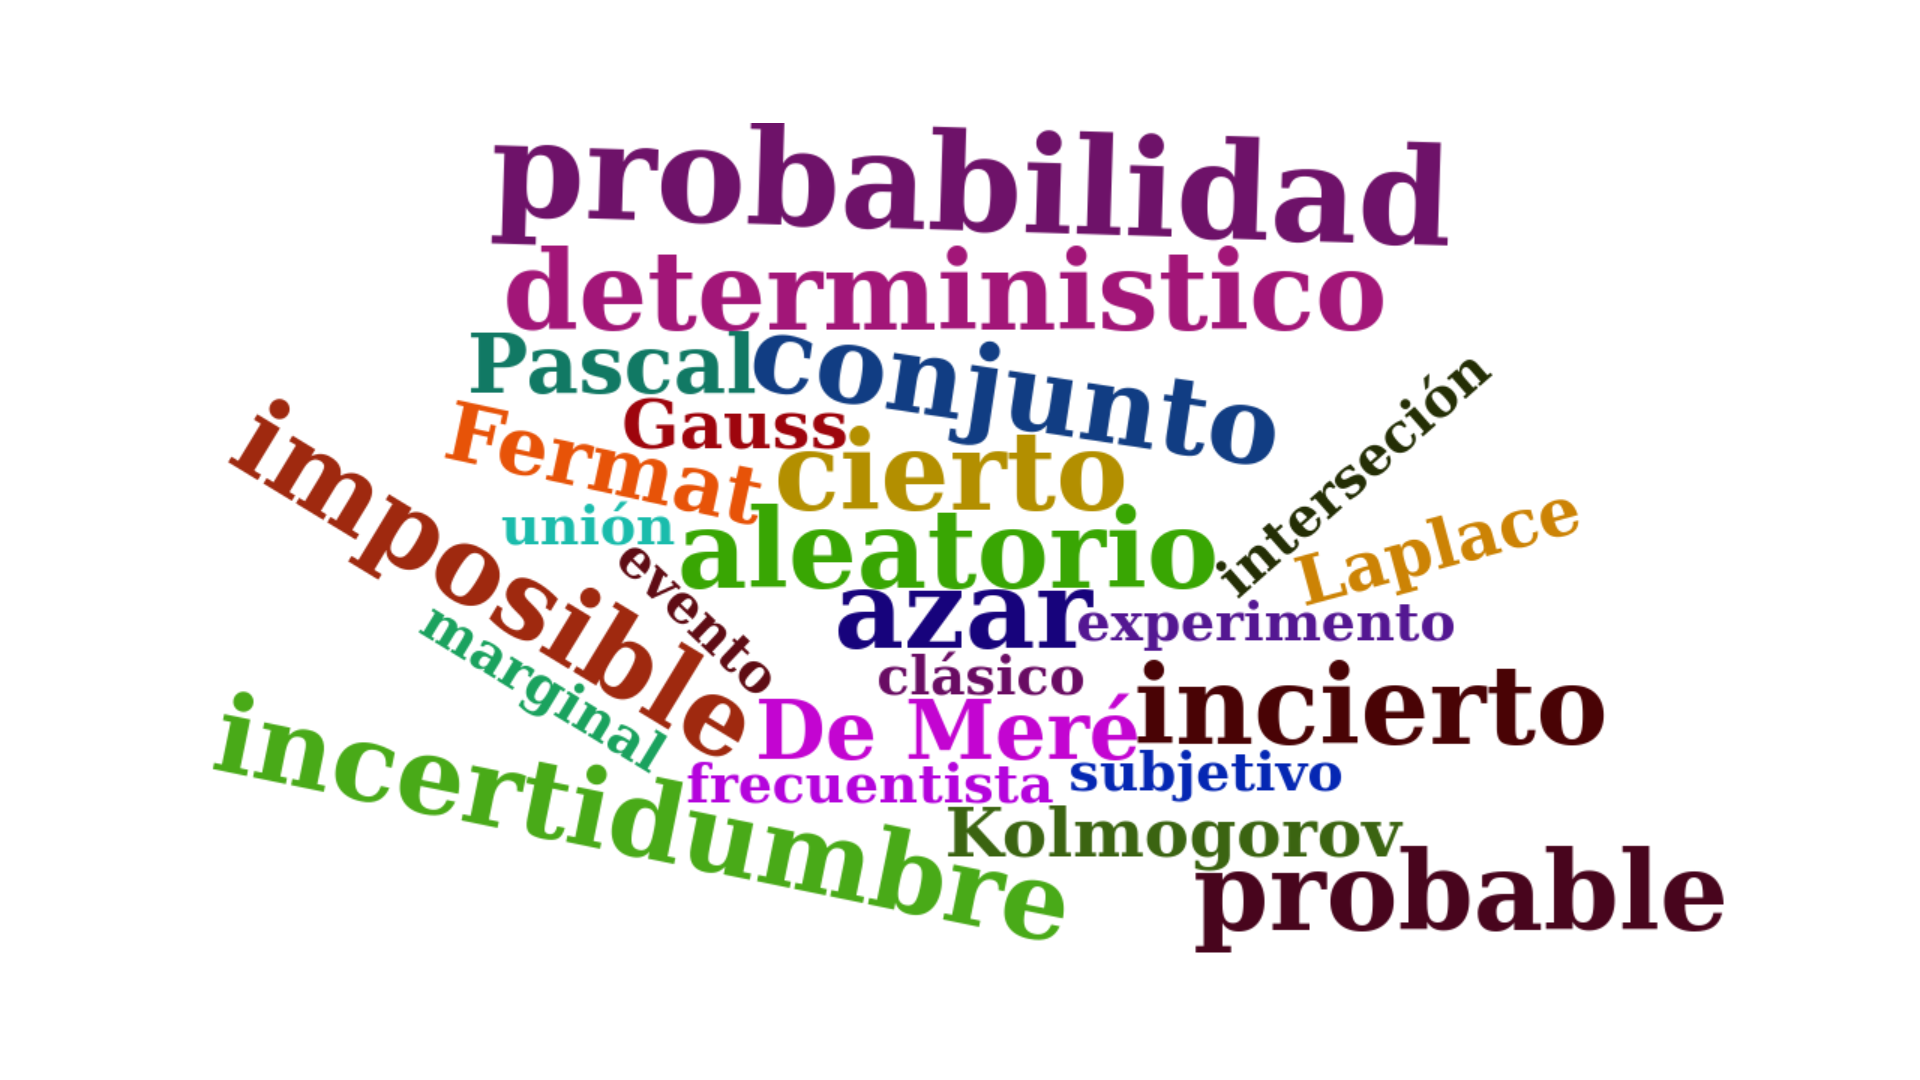 probabilidad
deterministico
Pascal
conjunto
Gauss
Fermat
imposible
cierto
interseción
unión
aleatorio
Laplace
evento
azar
experimento
marginal
clásico
incierto
De Meré
incertidumbre
frecuentista
subjetivo
Kolmogorov
probable